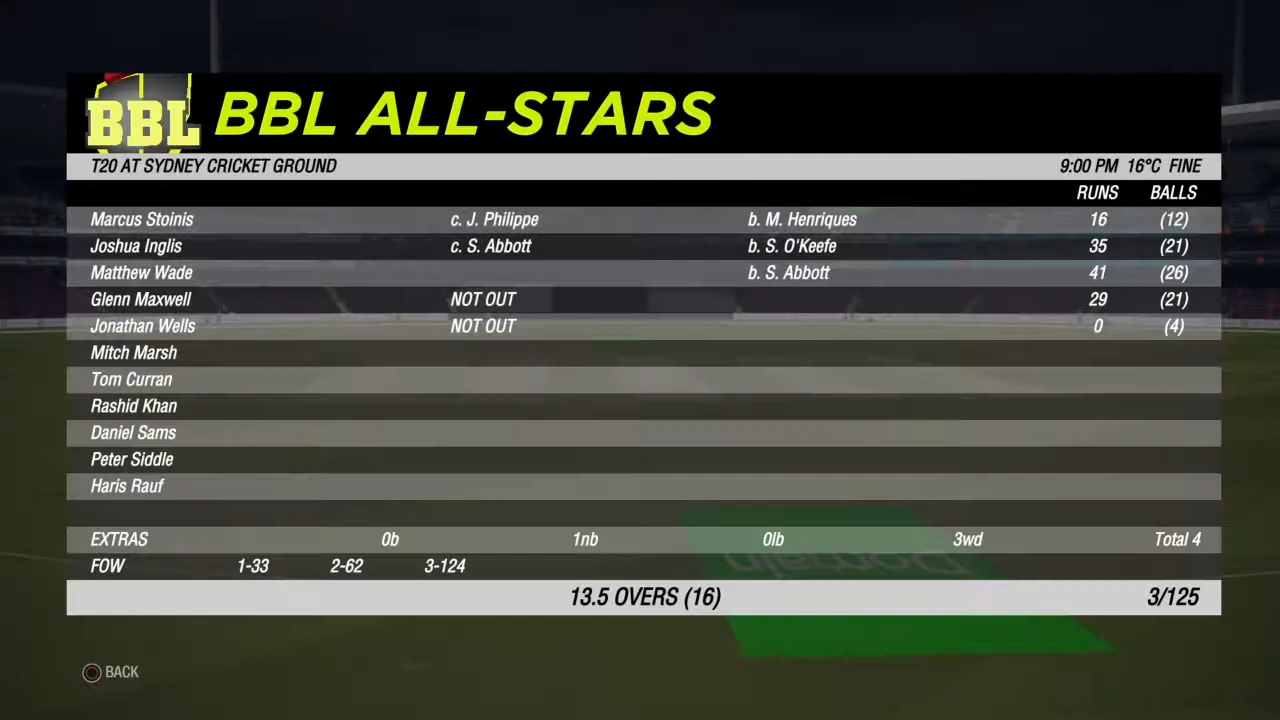 BBL BBL ALL-STARS
T20 AT SYDNEY CRICKET GROUND 9:00 PM 16°C FINE
RUNS BALLS
Marcus Stoinis c. J. Philippe b. M. Henriques 16 (12)
Joshua Inglis c. S. Abbott b. S. O'Keefe 35 (21)
Matthew Wade b. S. Abbott 41 (26)
Glenn Maxwell NOT OUT 29 (21)
Jonathan Wells NOT OUT 0 (4)
Mitch Marsh
Tom Curran
Rashid Khan
Daniel Sams
Peter Siddle
Haris Rauf
EXTRAS 0b 1nb 0lb 3wd Total 4
Domain
FOW 1-33 2-62 3-124
13.5 OVERS (16) 3/125
BACK